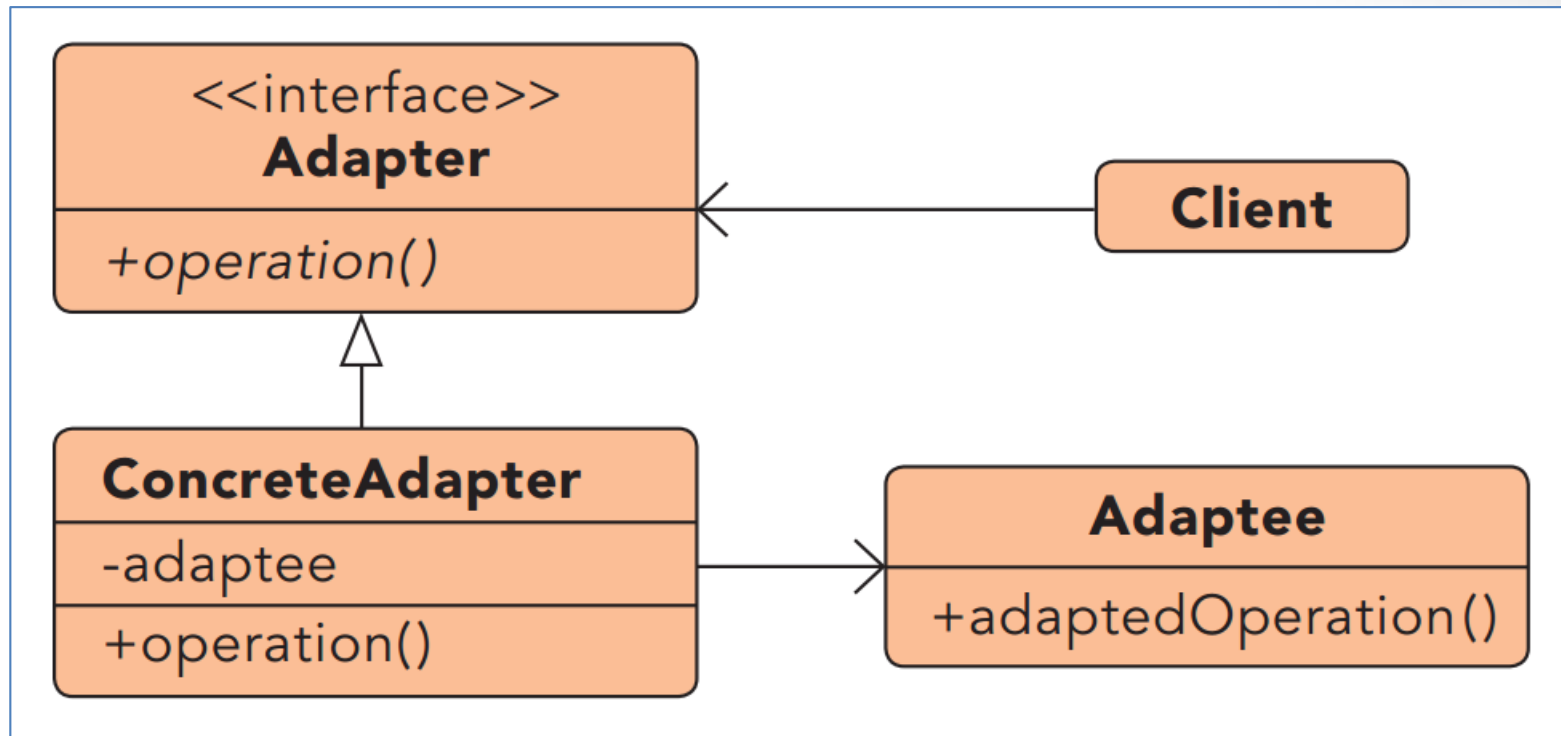 <<interface>>
Adapter
+operation()
Client
ConcreteAdapter
-adaptee
+operation()
Adaptee
+adaptedOperation()